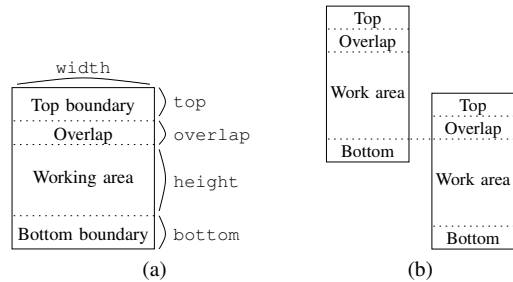 width
Top boundary
top
Overlap
overlap
Working area
height
Bottom boundary
bottom
(a)
Top
Overlap
Work area
Bottom
Top
Overlap
Work area
Bottom
(b)